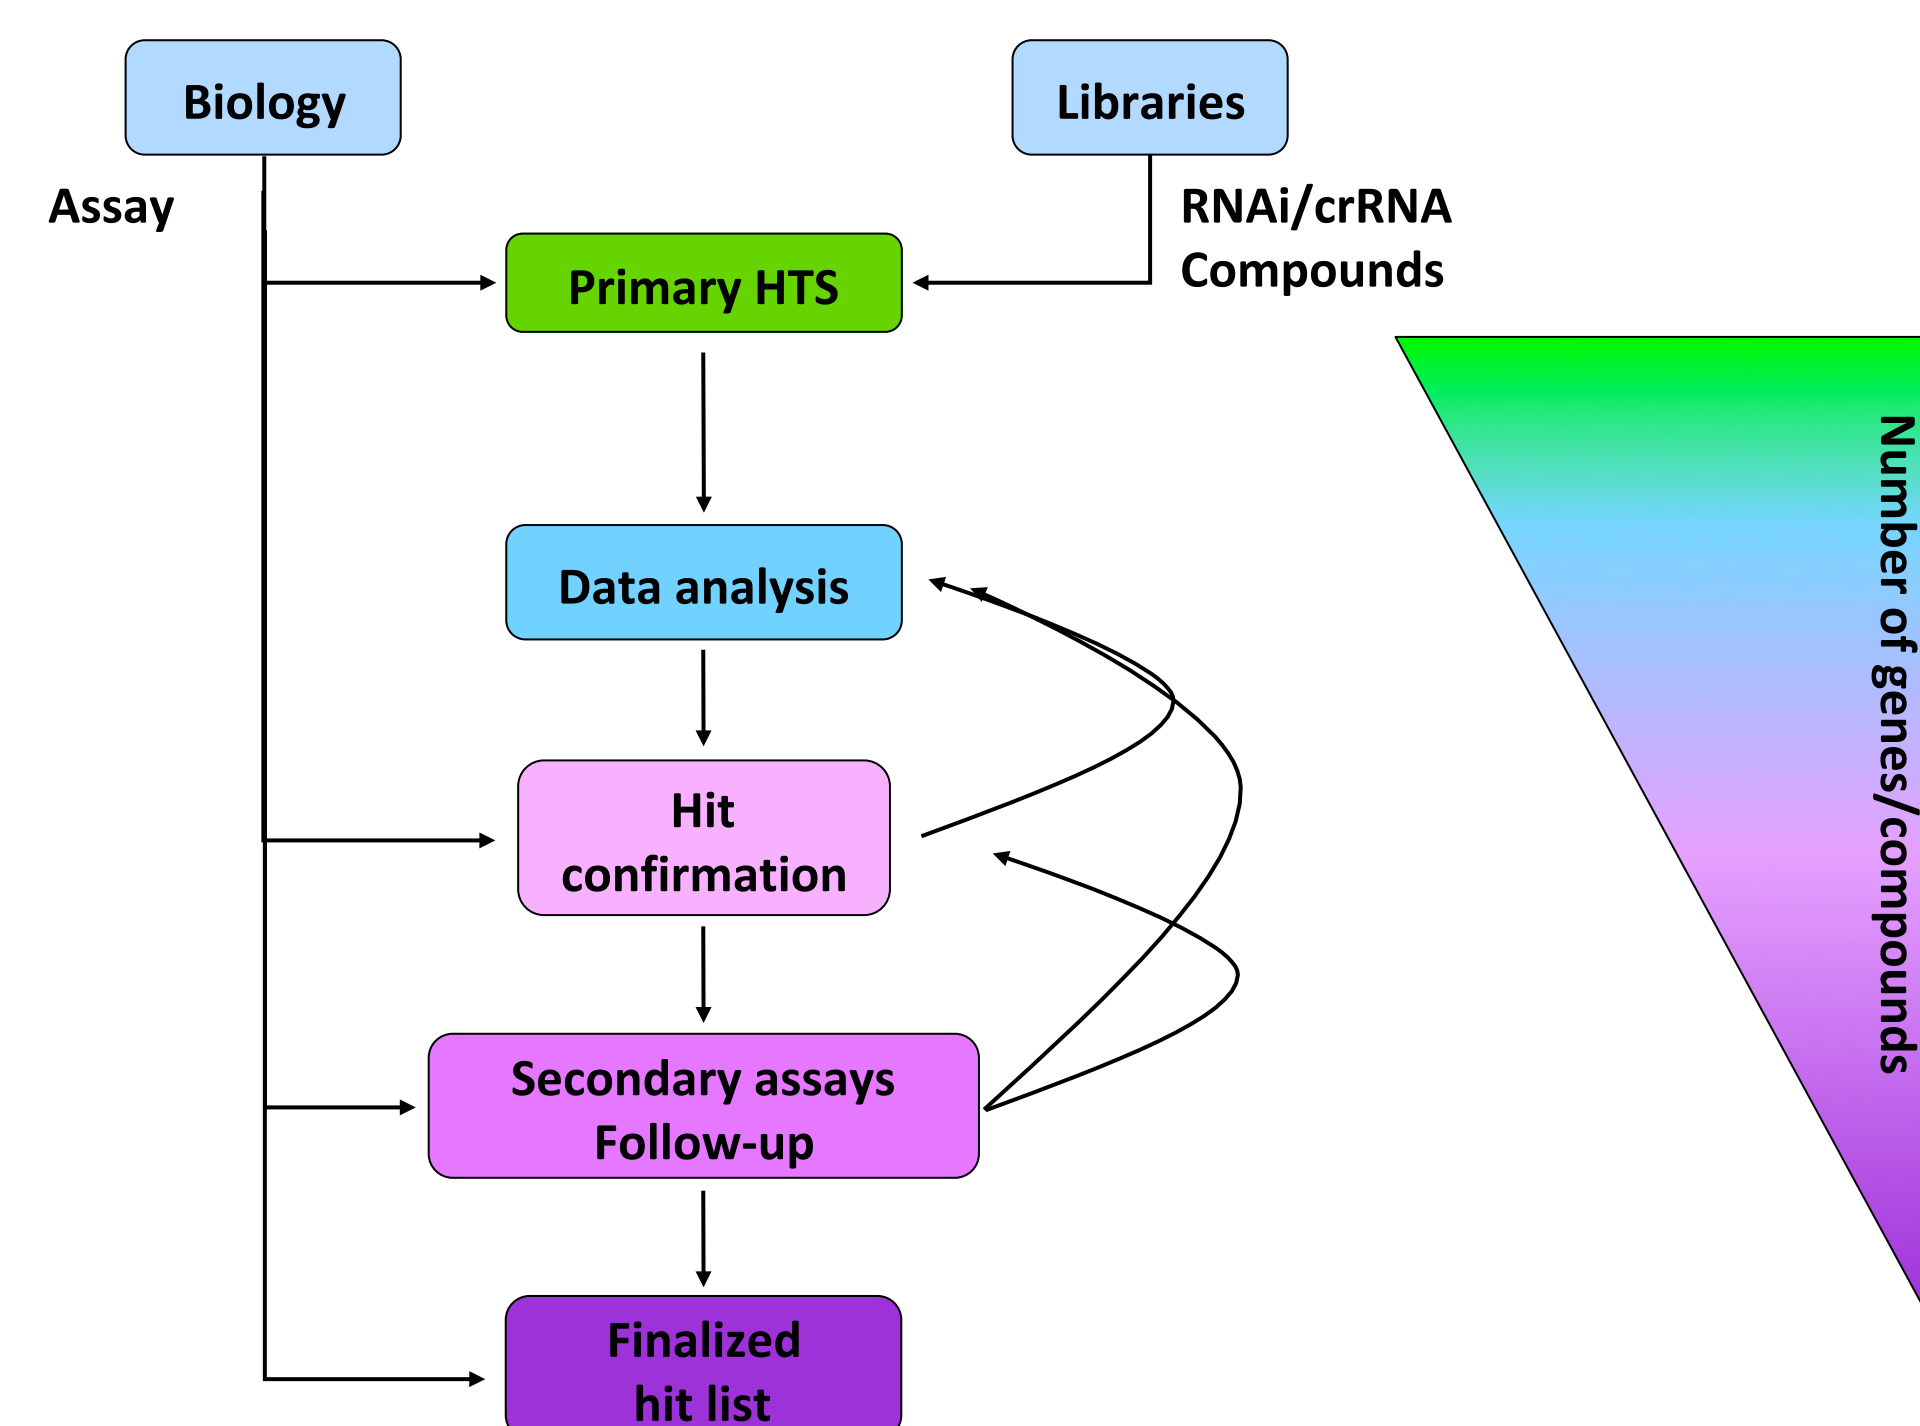 Biology
Libraries
Assay
RNAi/crRNA
Compounds
Primary HTS
Data analysis
Hit
confirmation
Secondary assays
Follow-up
Finalized
hit list
Number of genes/compounds